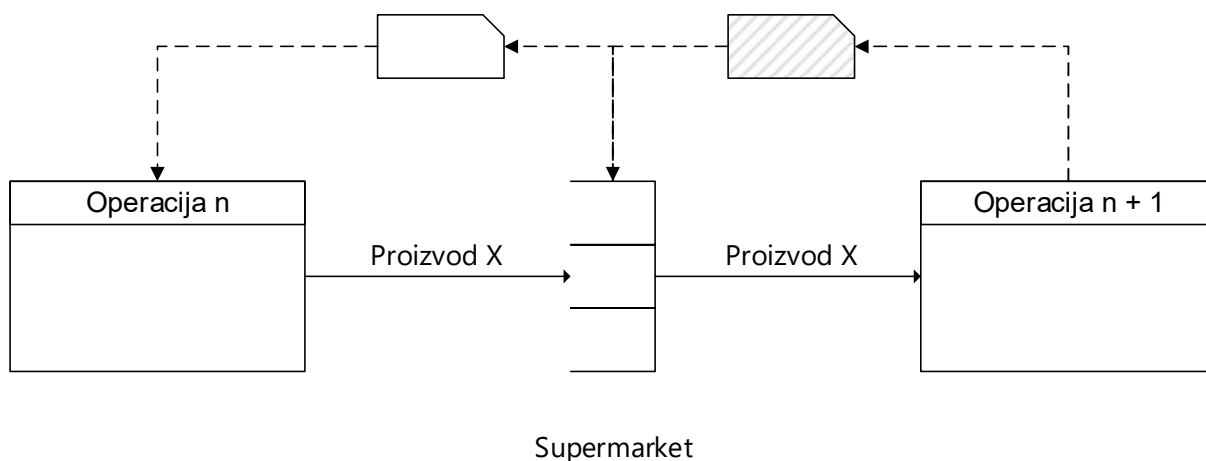 Operacija n
Operacija n + 1
Proizvod X
Proizvod X
Supermarket